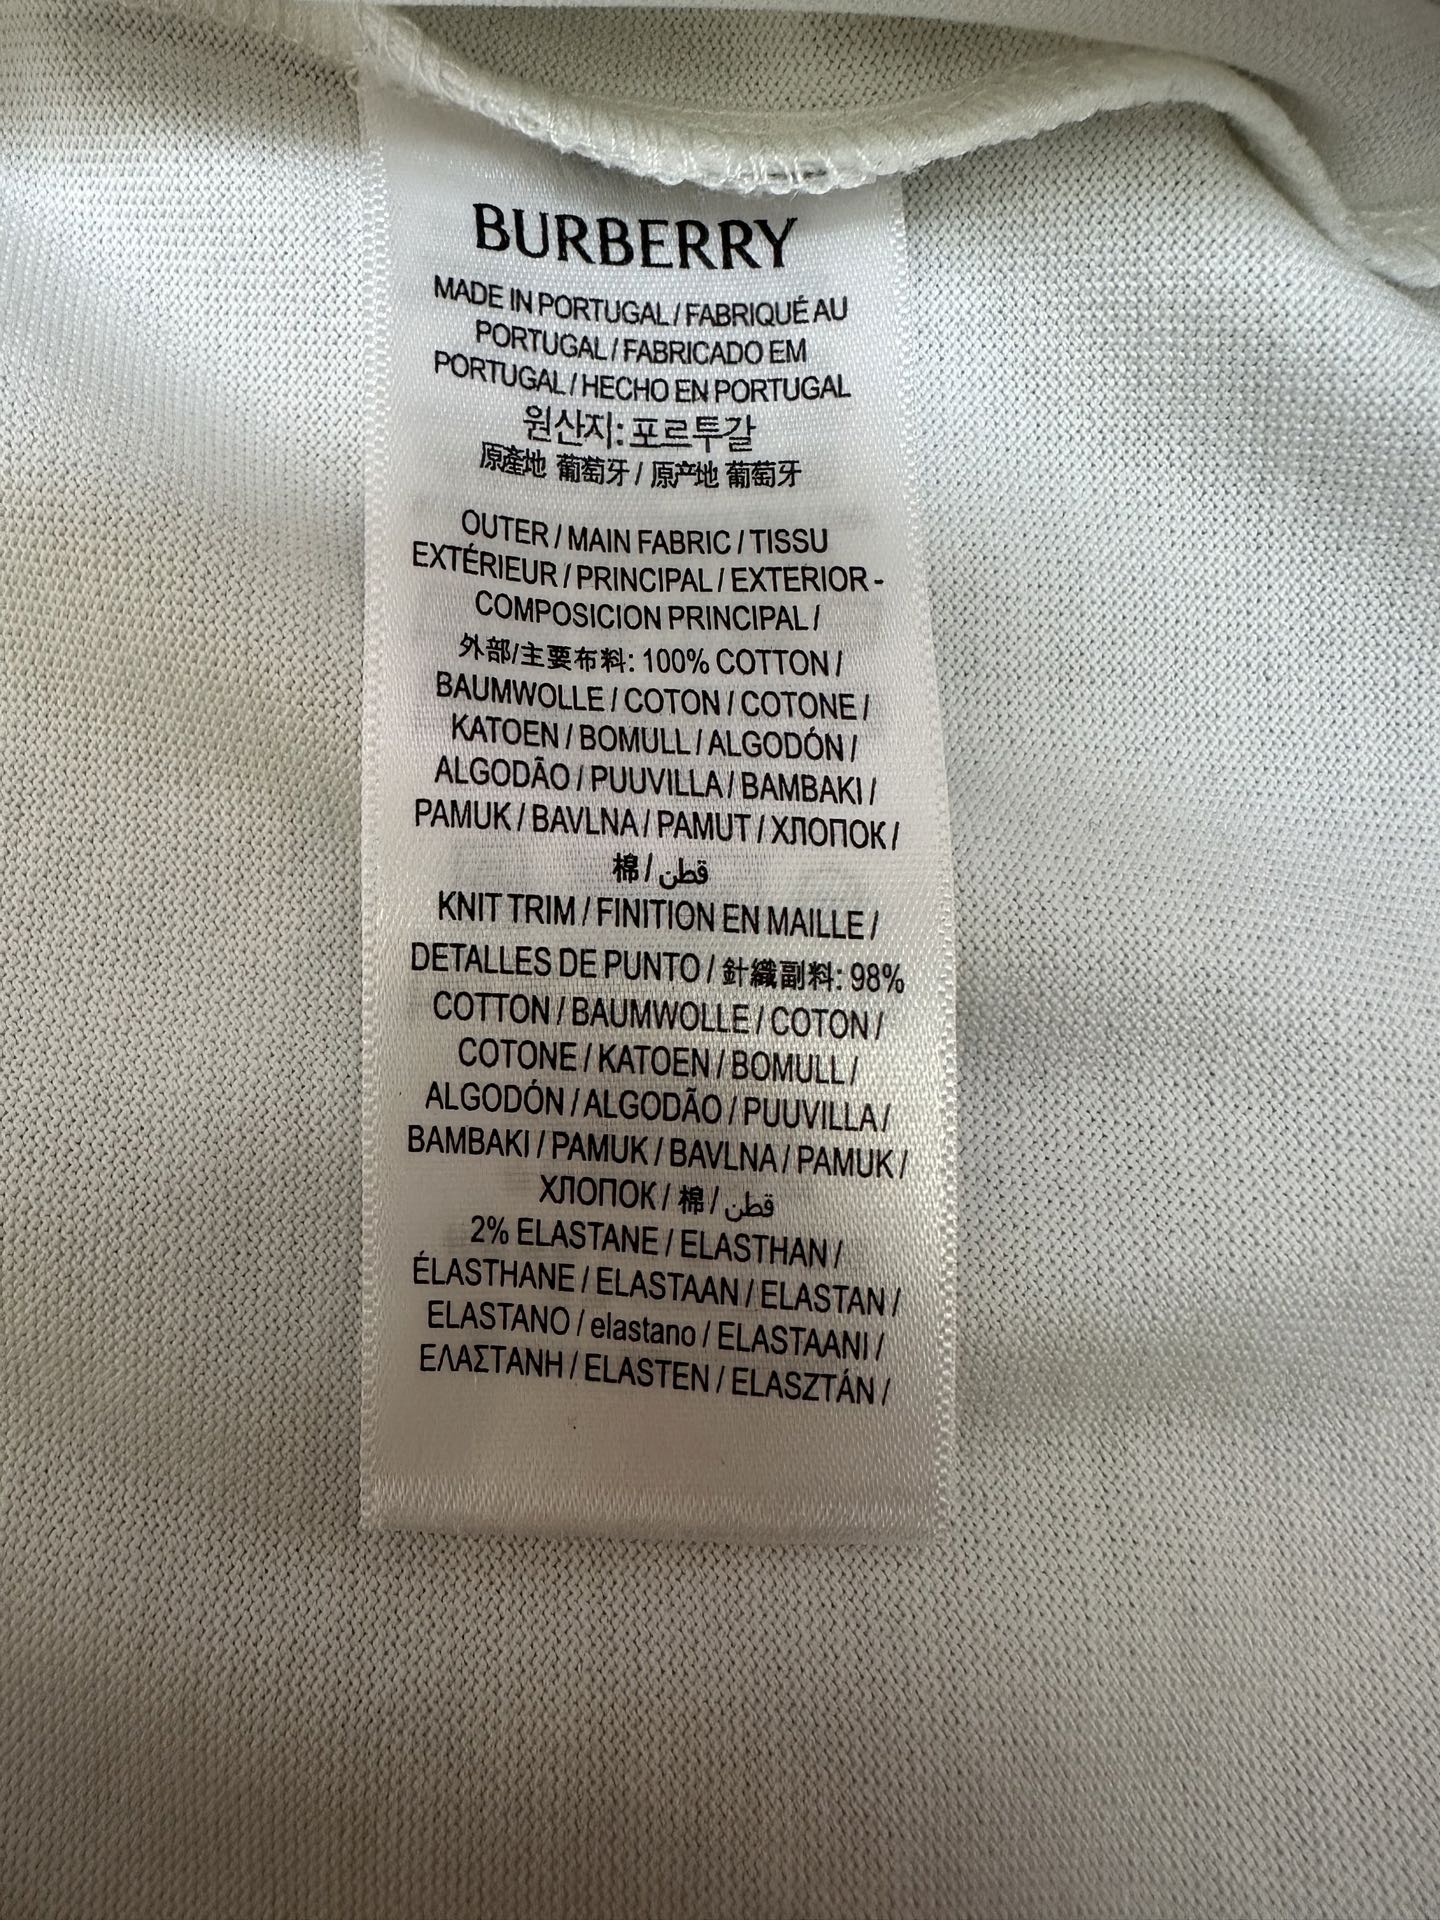 BURBERRY
MADE IN PORTUGAL / FABRIQUÉ AU
PORTUGAL / FABRICADO EM
PORTUGAL / HECHO EN PORTUGAL
원산지: 포르투갈
原產地 葡萄牙 / 原产地 葡萄牙
OUTER / MAIN FABRIC / TISSU
EXTÉRIEUR / PRINCIPAL / EXTERIOR -
COMPOSICION PRINCIPAL /
外部/主要布料: 100% COTTON /
BAUMWOLLE / COTON / COTONE /
KATOEN / BOMULL / ALGODÓN /
ALGODÃO / PUUVILLA / BAMBAKI /
PAMUK / BAVLNA / PAMUT / ХЛОПОК /
棉 / قطن
KNIT TRIM / FINITION EN MAILLE /
DETALLES DE PUNTO / 針織副料: 98%
COTTON / BAUMWOLLE / COTON /
COTONE / KATOEN / BOMULL /
ALGODÓN / ALGODÃO / PUUVILLA /
BAMBAKI / PAMUK / BAVLNA / PAMUK /
ХЛОПОК / 棉 / قطن
2% ELASTANE / ELASTHAN /
ÉLASTHANE / ELASTAAN / ELASTAN /
ELASTANO / elastano / ELASTAANI /
ΕΛΑΣΤΑΝΗ / ELASTEN / ELASZTÁN /